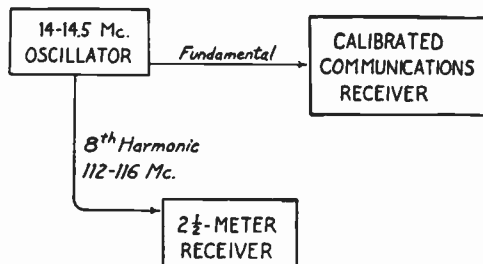 14-14.5 Mc.
OSCILLATOR
Fundamental
CALIBRATED
COMMUNICATIONS
RECEIVER
8th Harmonic
112-116 Mc.
2½-METER
RECEIVER